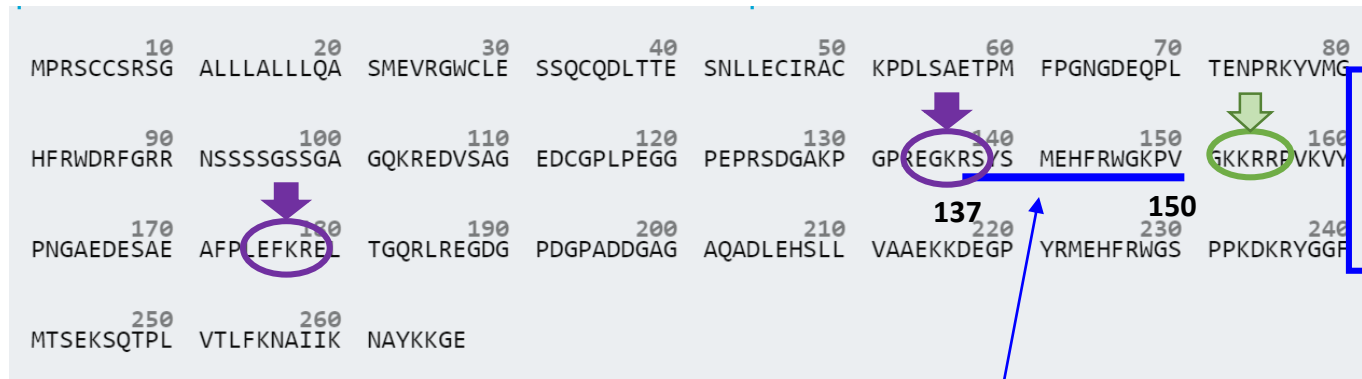 10 20 30 40 50 60 70 80
MPRSCCSRSG ALLLALLLQA SMEVRGWCLE SSQCQDLTTE SNLLECIRAC KPDLSAETPM FPGNGDEQPL TENPRKYVMG
90 100 110 120 130 140 150 160
HFRWDRFGRR NSSSSGSSGA GQKREDVSAG EDCGPLPEGG PEPRSDGAKP GPREGKRSYS MEHFRWGKPV GKKRRPVKVY
137 150
170 180 190 200 210 220 230 240
PNGAEDESAE AFPLEFKREL TGQRLREGDG PDGPADDGAG AQADLEHSLL VAAEKKDEGP YRMEHFRWGS PPKDKRYGGF
250 260
MTSEKSQTPL VTLFKNAIIK NAYKKGE